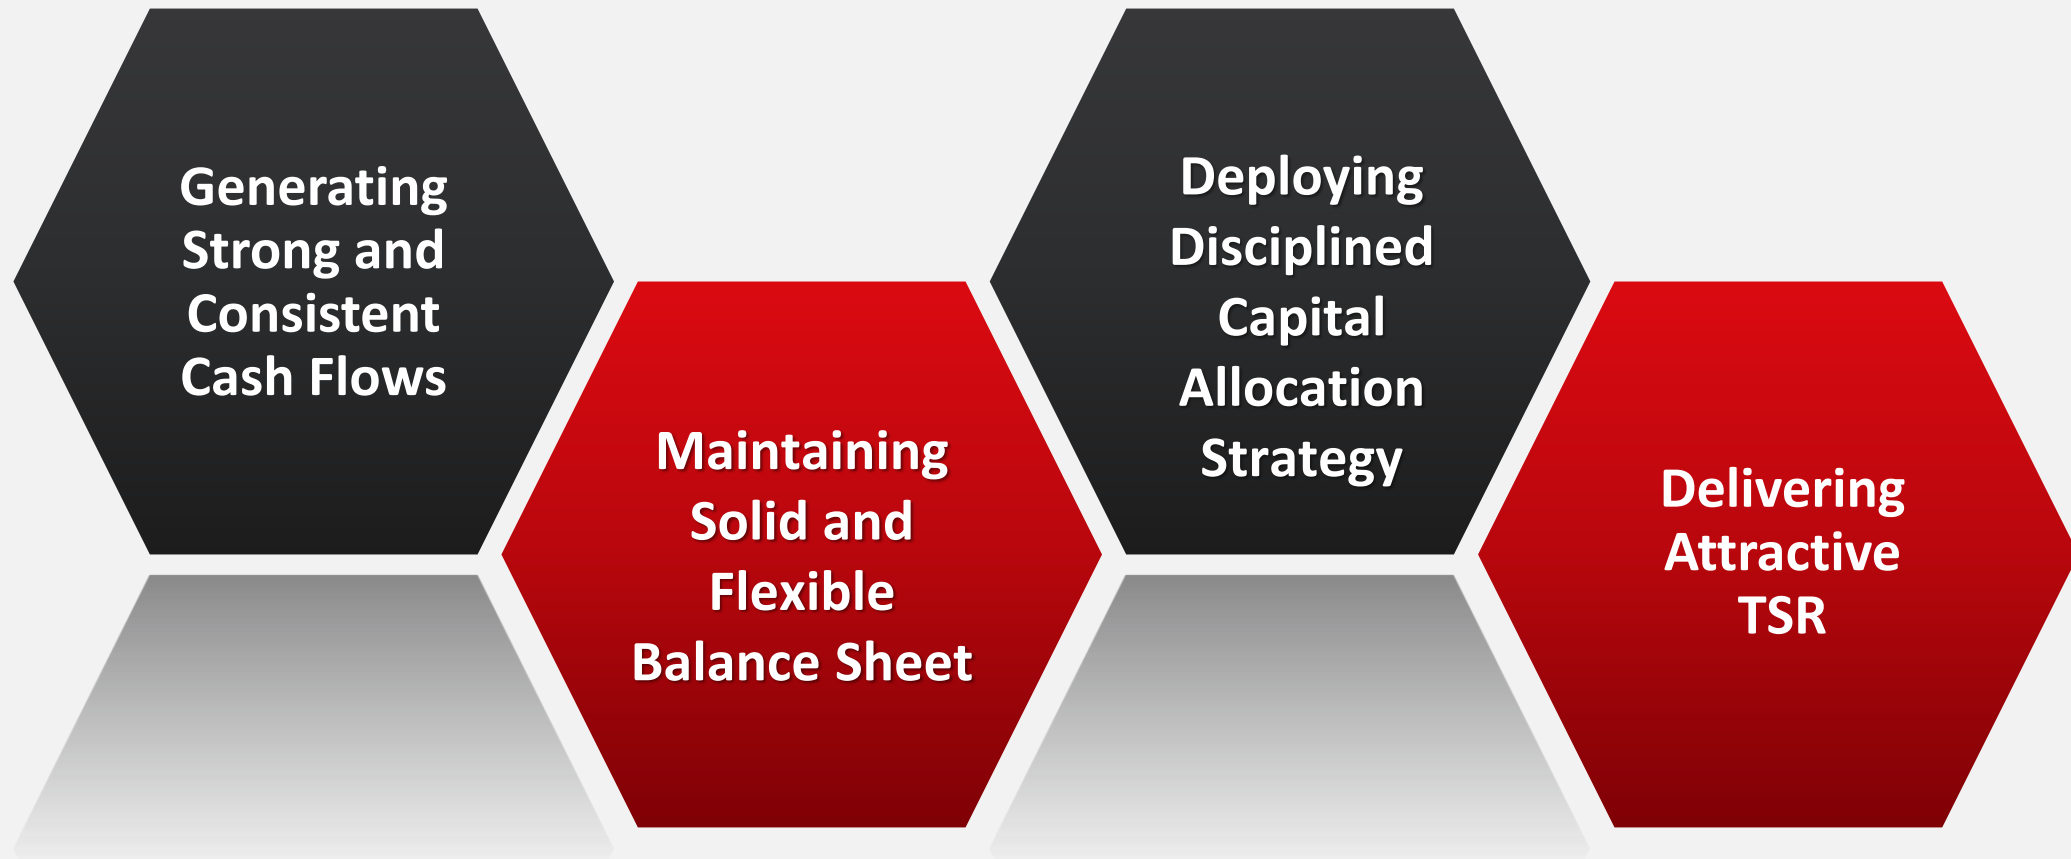 Generating
Strong and
Consistent
Cash Flows
Maintaining
Solid and
Flexible
Balance Sheet
Deploying
Disciplined
Capital
Allocation
Strategy
Delivering
Attractive
TSR